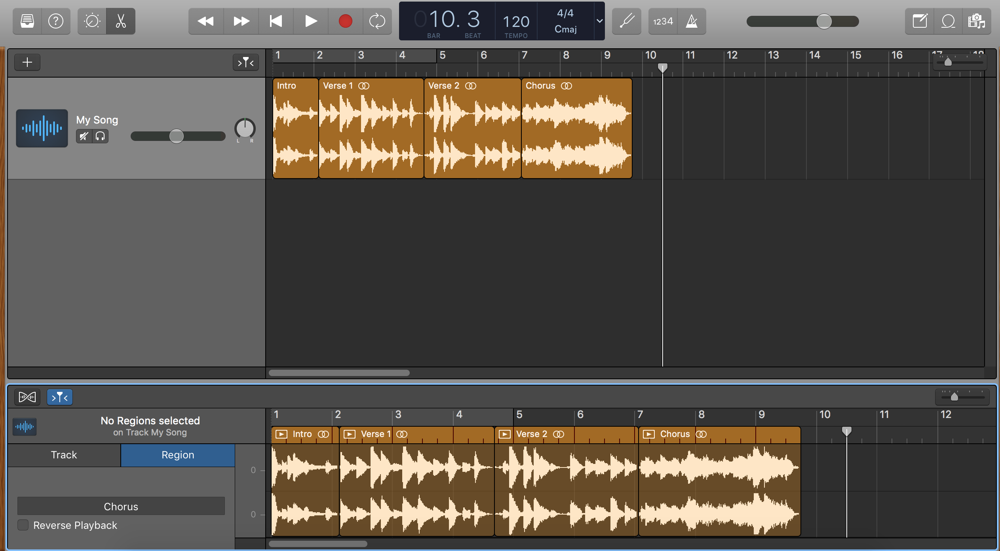 010. 3
BAR BEAT
120
TEMPO
4/4
Cmaj
1234
1 2 3 4 5 6 7 8 9 10 11 12 13 14 15 16 17 18
Intro Verse 1 Verse 2 Chorus
My Song
L R
1 2 3 4 5 6 7 8 9 10 11 12
No Regions selected
on Track My Song
Intro Verse 1 Verse 2 Chorus
Track Region
0
Chorus
0
Reverse Playback